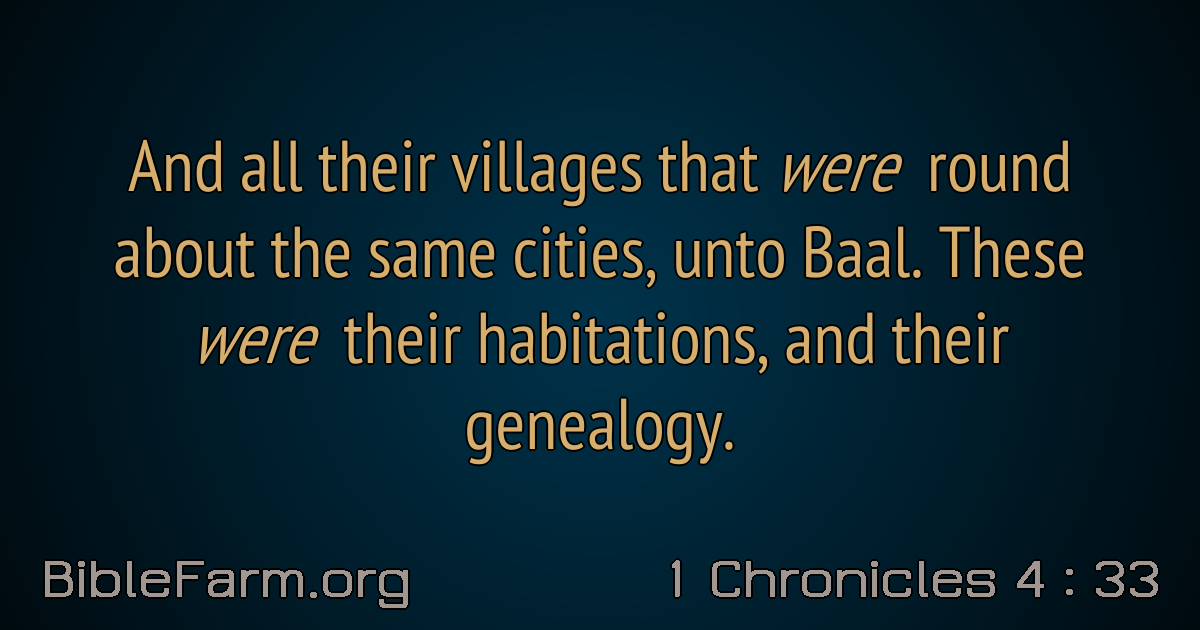 And all their villages that were round
about the same cities, unto Baal. These
were their habitations, and their
genealogy.
BibleFarm.org
1 Chronicles 4 : 33